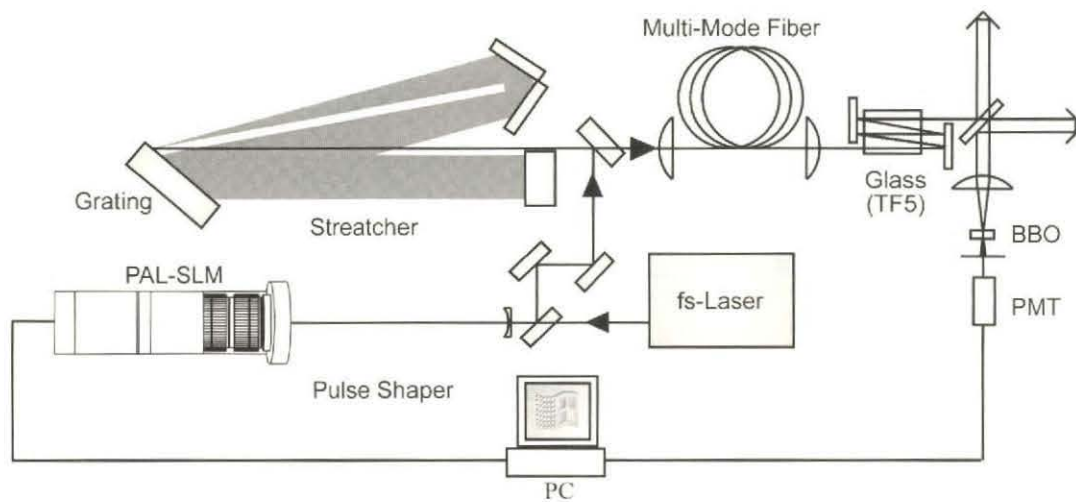 Multi-Mode Fiber
Grating
Streatcher
Glass
(TF5)
BBO
PAL-SLM
fs-Laser
PMT
Pulse Shaper
PC